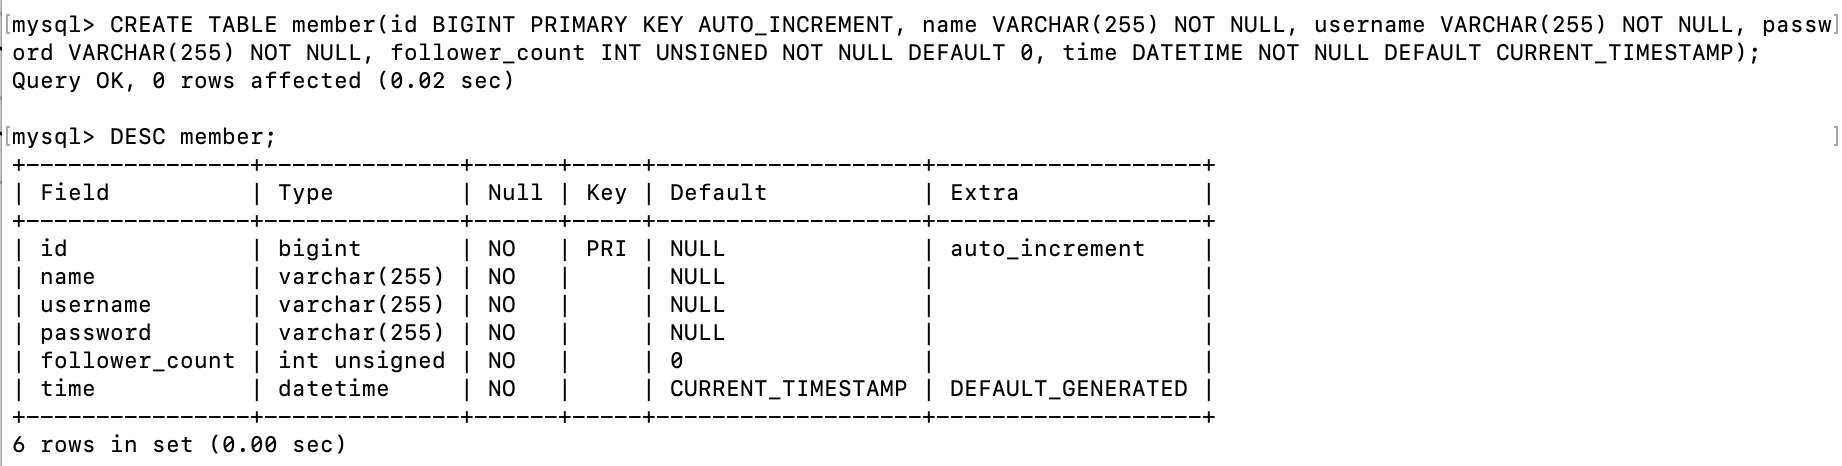 [mysql> CREATE TABLE member(id BIGINT PRIMARY KEY AUTO_INCREMENT, name VARCHAR(255) NOT NULL, username VARCHAR(255) NOT NULL, passw]
ord VARCHAR(255) NOT NULL, follower_count INT UNSIGNED NOT NULL DEFAULT 0, time DATETIME NOT NULL DEFAULT CURRENT_TIMESTAMP);
Query OK, 0 rows affected (0.02 sec)

[mysql> DESC member; ]
+----------------+--------------+------+-----+-------------------+-------------------+
| Field          | Type         | Null | Key | Default           | Extra             |
+----------------+--------------+------+-----+-------------------+-------------------+
| id             | bigint       | NO   | PRI | NULL              | auto_increment    |
| name           | varchar(255) | NO   |     | NULL              |                   |
| username       | varchar(255) | NO   |     | NULL              |                   |
| password       | varchar(255) | NO   |     | NULL              |                   |
| follower_count | int unsigned | NO   |     | 0                 |                   |
| time           | datetime     | NO   |     | CURRENT_TIMESTAMP | DEFAULT_GENERATED |
+----------------+--------------+------+-----+-------------------+-------------------+
6 rows in set (0.00 sec)